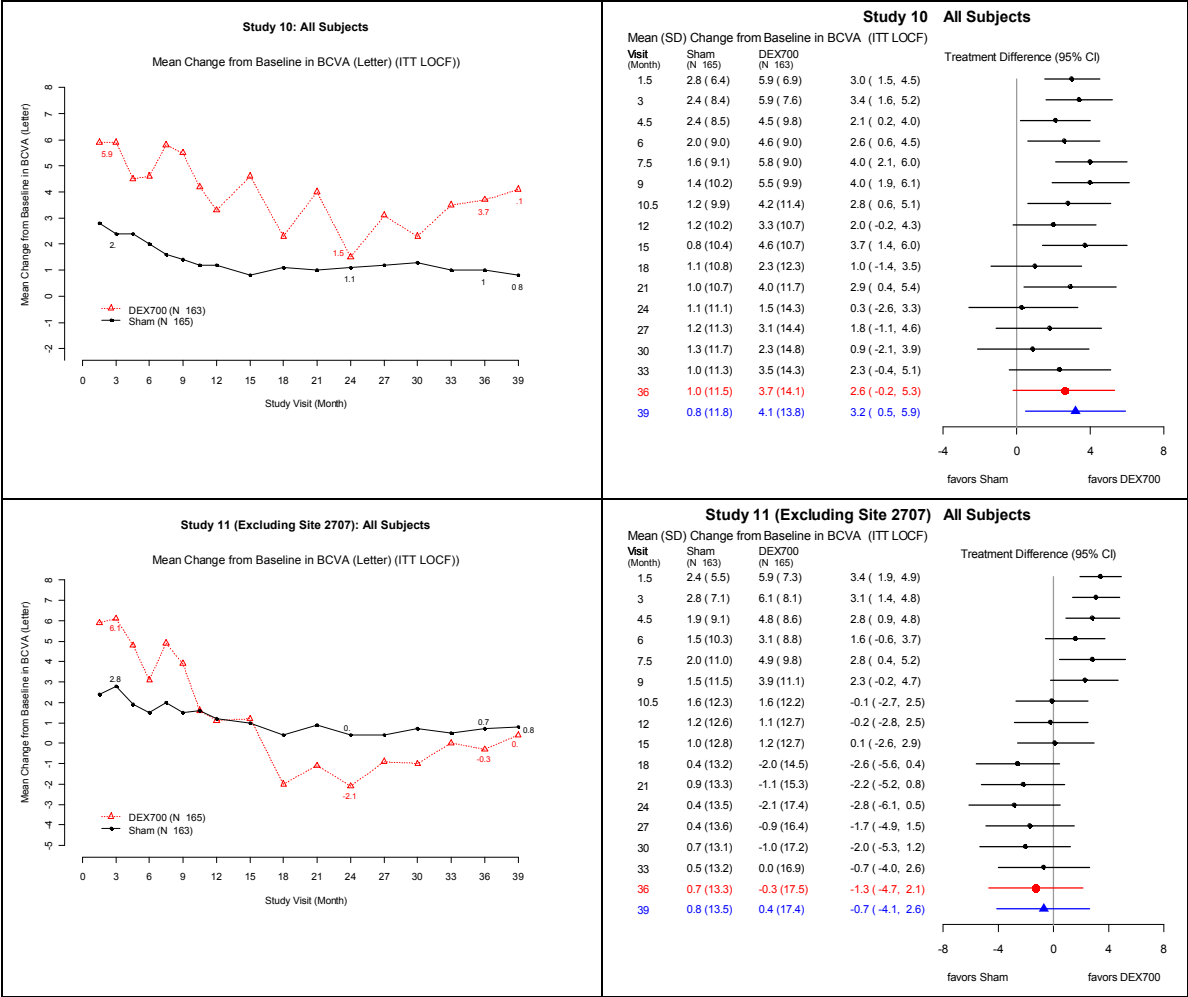 Study 10: All Subjects
Mean Change from Baseline in BCVA (Letter) (ITT LOCF))
Mean Change from Baseline in BCVA (Letter)
8
7
6
5
4
3
2
1
0
-1
-2
5.9
2.
1.5
1.1
3.7
.1
1
0 8
DEX700 (N 163)
Sham (N 165)
0 3 6 9 12 15 18 21 24 27 30 33 36 39
Study Visit (Month)
Study 10 All Subjects
Mean (SD) Change from Baseline in BCVA (ITT LOCF)
Visit Sham DEX700 Treatment Difference (95% CI)
(Month) (N 165) (N 163)
1.5 2.8 (6.4) 5.9 (6.9) 3.0 ( 1.5, 4.5)
3 2.4 (8.4) 5.9 (7.6) 3.4 ( 1.6, 5.2)
4.5 2.4 (8.5) 4.5 (9.8) 2.1 ( 0.2, 4.0)
6 2.0 (9.0) 4.6 (9.0) 2.6 ( 0.6, 4.5)
7.5 1.6 (9.1) 5.8 (9.0) 4.0 ( 2.1, 6.0)
9 1.4 (10.2) 5.5 (9.9) 4.0 ( 1.9, 6.1)
10.5 1.2 (9.9) 4.2 (11.4) 2.8 ( 0.6, 5.1)
12 1.2 (10.2) 3.3 (10.7) 2.0 ( -0.2, 4.3)
15 0.8 (10.4) 4.6 (10.7) 3.7 ( 1.4, 6.0)
18 1.1 (10.8) 2.3 (12.3) 1.0 ( -1.4, 3.5)
21 1.0 (10.7) 4.0 (11.7) 2.9 ( 0.4, 5.4)
24 1.1 (11.1) 1.5 (14.3) 0.3 ( -2.6, 3.3)
27 1.2 (11.3) 3.1 (14.4) 1.8 ( -1.1, 4.6)
30 1.3 (11.7) 2.3 (14.8) 0.9 ( -2.1, 3.9)
33 1.0 (11.3) 3.5 (14.3) 2.3 ( -0.4, 5.1)
36 1.0 (11.5) 3.7 (14.1) 2.6 ( -0.2, 5.3)
39 0.8 (11.8) 4.1 (13.8) 3.2 ( 0.5, 5.9)
-4 0 4 8
favors Sham favors DEX700
Study 11 (Excluding Site 2707): All Subjects
Mean Change from Baseline in BCVA (Letter) (ITT LOCF))
Mean Change from Baseline in BCVA (Letter)
8
7
6
5
4
3
2
1
0
-1
-2
-3
-4
-5
6.1
2.8
0.
-2.1
0.7
-0.3
0.8
0.
DEX700 (N 165)
Sham (N 163)
0 3 6 9 12 15 18 21 24 27 30 33 36 39
Study Visit (Month)
Study 11 (Excluding Site 2707) All Subjects
Mean (SD) Change from Baseline in BCVA (ITT LOCF)
Visit Sham DEX700 Treatment Difference (95% CI)
(Month) (N 163) (N 165)
1.5 2.4 (5.5) 5.9 (7.3) 3.4 ( 1.9, 4.9)
3 2.8 (7.1) 6.1 (8.1) 3.1 ( 1.4, 4.8)
4.5 1.9 (9.1) 4.8 (8.6) 2.8 ( 0.9, 4.8)
6 1.5 (10.3) 3.1 (8.8) 1.6 ( -0.6, 3.7)
7.5 2.0 (11.0) 4.9 (9.8) 2.8 ( 0.4, 5.2)
9 1.5 (11.5) 3.9 (11.1) 2.3 ( -0.2, 4.7)
10.5 1.6 (12.3) 1.6 (12.2) -0.1 ( -2.7, 2.5)
12 1.2 (12.6) 1.1 (12.7) -0.2 ( -2.8, 2.5)
15 1.0 (12.8) 1.2 (12.7) 0.1 ( -2.6, 2.9)
18 0.4 (13.2) -2.0 (14.5) -2.6 ( -5.6, 0.4)
21 0.9 (13.3) -1.1 (15.3) -2.2 ( -5.2, 0.8)
24 0.4 (13.5) -2.1 (17.4) -2.8 ( -6.1, 0.5)
27 0.4 (13.6) -0.9 (16.4) -1.7 ( -4.9, 1.5)
30 0.7 (13.1) -1.0 (17.2) -2.0 ( -5.3, 1.2)
33 0.5 (13.2) 0.0 (16.9) -0.7 ( -4.0, 2.6)
36 0.7 (13.3) -0.3 (17.5) -1.3 ( -4.7, 2.1)
39 0.8 (13.5) 0.4 (17.4) -0.7 ( -4.1, 2.6)
-8 -4 0 4 8
favors Sham favors DEX700